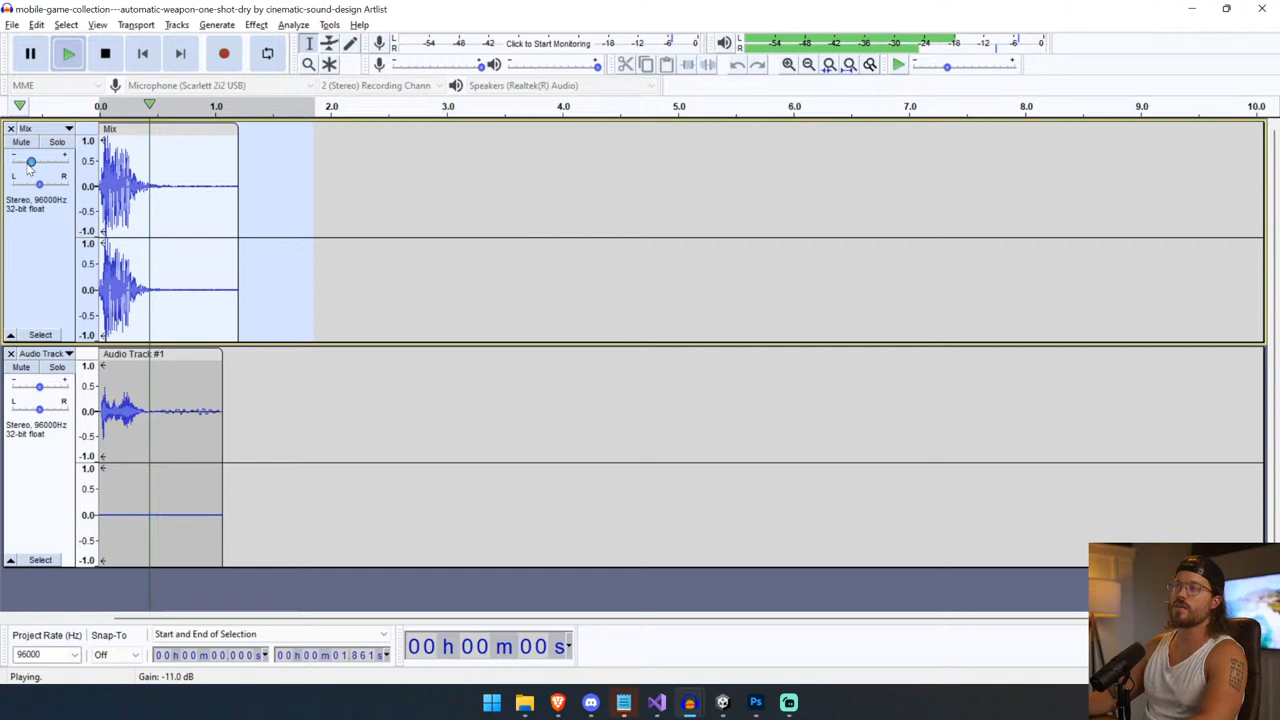 mobile-game-collection---automatic-weapon-one-shot-dry by cinematic-sound-design Artlist
File Edit Select View Transport Tracks Generate Effect Analyze Tools Help
L R -54 -48 Click to Start Monitoring -18 -12 -6 0
L R -54 -48 -42 -36 -30 -24 -18 -12 -6 0
MME Microphone (Scarlett 2i2 USB) 2 (Stereo) Recording Chann Speakers (Realtek(R) Audio)
0.0 1.0 2.0 3.0 4.0 5.0 6.0 7.0 8.0 9.0 10.0
Mix Mix
Mute Solo 1.0
- + 0.5
L R 0.0
Stereo, 96000Hz
32-bit float -0.5
-1.0
1.0
0.5
0.0
-0.5
Select -1.0
Audio Track Audio Track #1
Mute Solo 1.0
- + 0.5
L R 0.0
Stereo, 96000Hz
32-bit float -0.5
-1.0
1.0
0.5
0.0
-0.5
Select -1.0
Project Rate (Hz) Snap-To Start and End of Selection
96000 Off 00 h 00 m 00.000 s 00 h 00 m 01.861 s
00 h 00 m 00 s
Playing. Gain: -11.0 dB
Ps